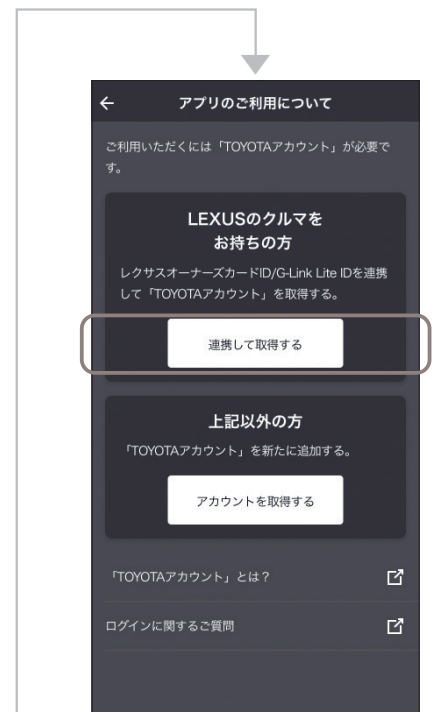 アプリのご利用について
ご利用いただくには「TOYOTAアカウント」が必要で
す。
LEXUSのクルマを
お持ちの方
レクサスオーナーズカードID/G-Link Lite IDを連携
して「TOYOTAアカウント」を取得する。
連携して取得する
上記以外の方
「TOYOTAアカウント」を新たに追加する。
アカウントを取得する
「TOYOTAアカウント」とは？
ログインに関するご質問